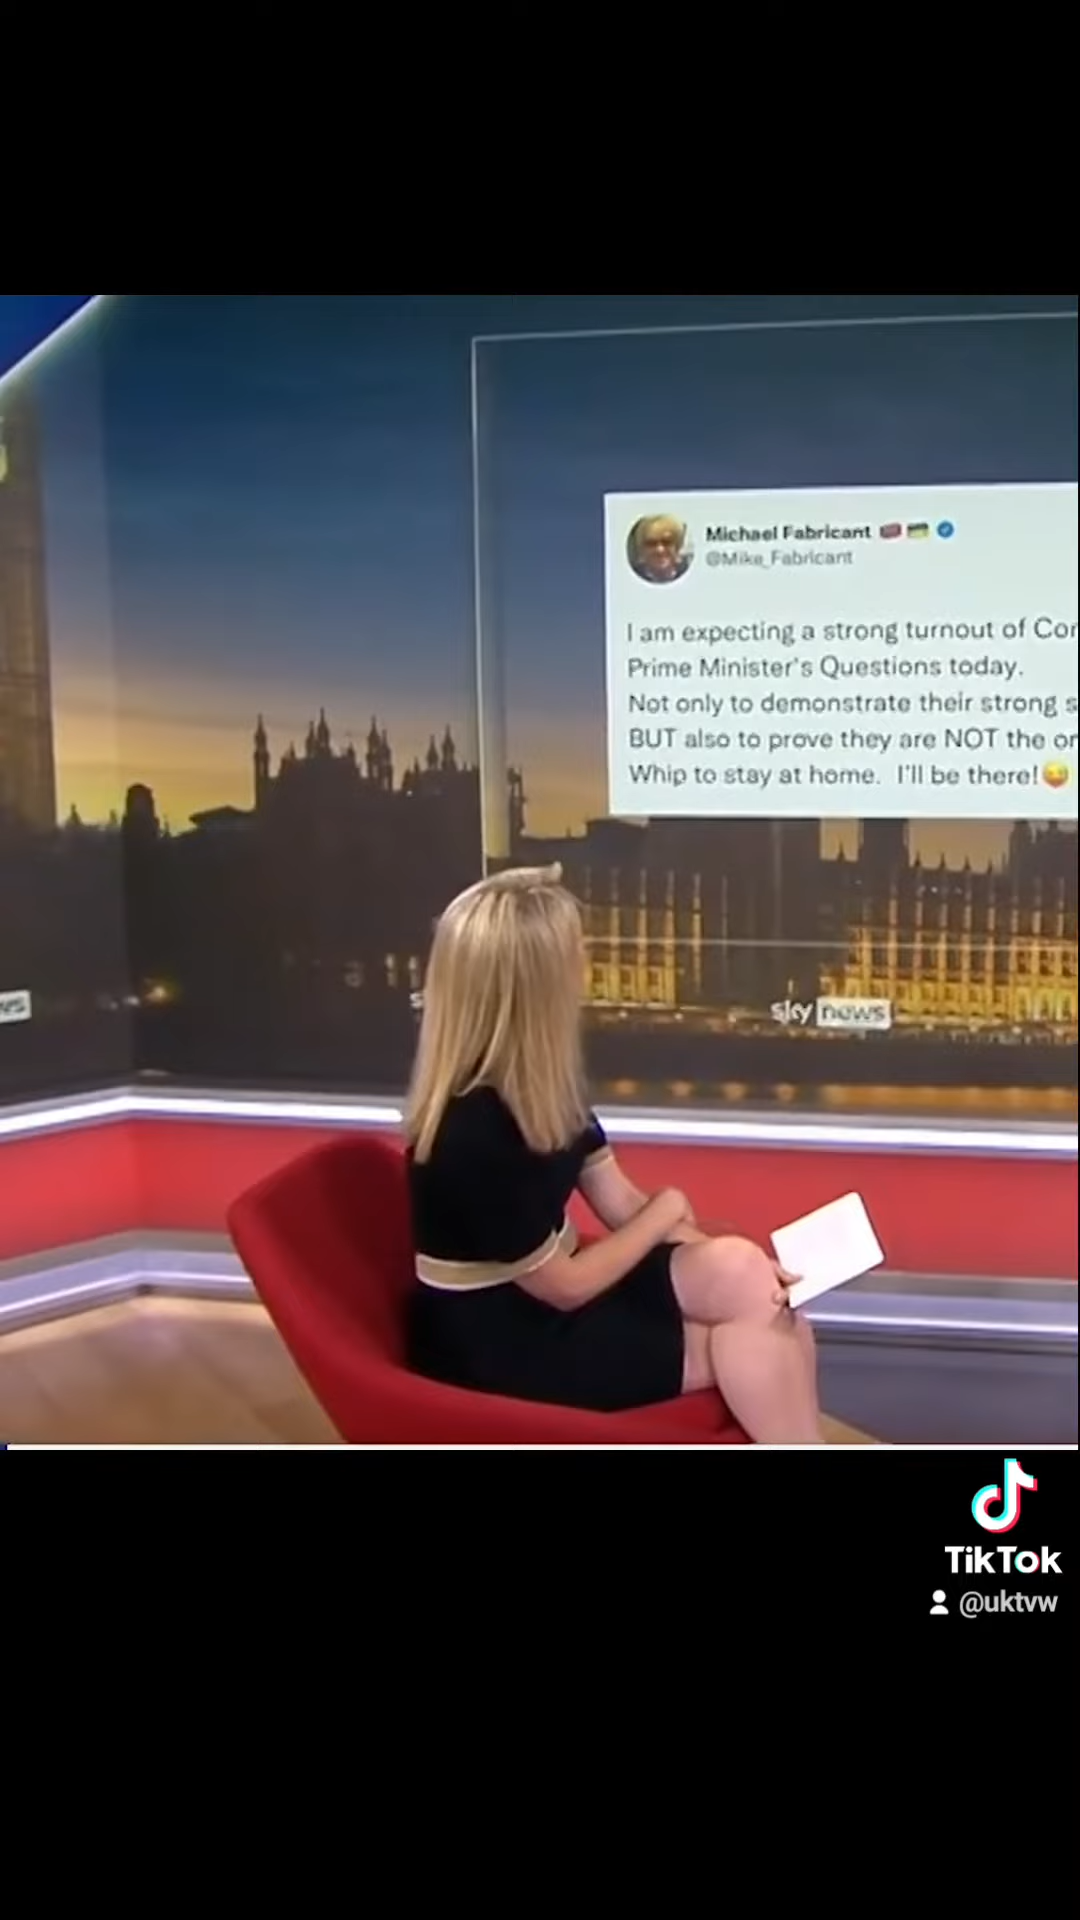 Michael Fabricant
@Mike_Fabricant
I am expecting a strong turnout of Con
Prime Minister's Questions today.
Not only to demonstrate their strong s
BUT also to prove they are NOT the or
Whip to stay at home. I'll be there!
sky news
TikTok
@uktvw